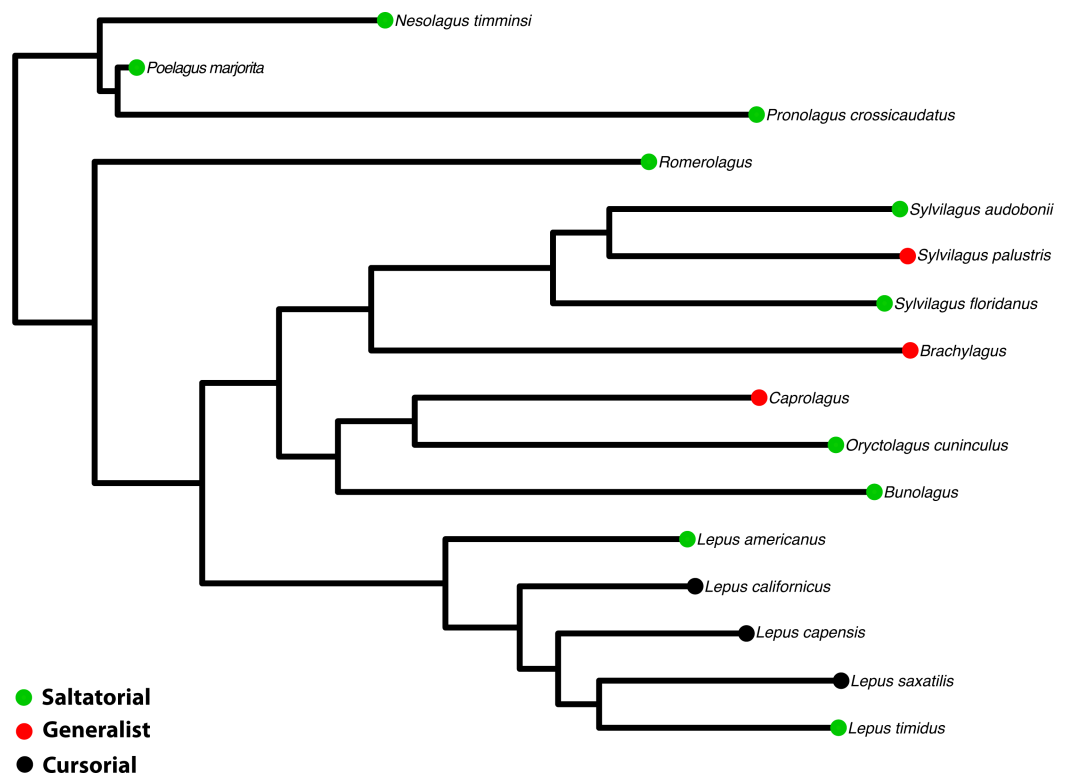 Nesolagus timminsi
Poelagus marjorita
Pronolagus crossicaudatus
Romerolagus
Sylvilagus audobonii
Sylvilagus palustris
Sylvilagus floridanus
Brachylagus
Caprolagus
Oryctolagus cuninculus
Bunolagus
Lepus americanus
Lepus californicus
Lepus capensis
Lepus saxatilis
Lepus timidus
Saltatorial
Generalist
Cursorial